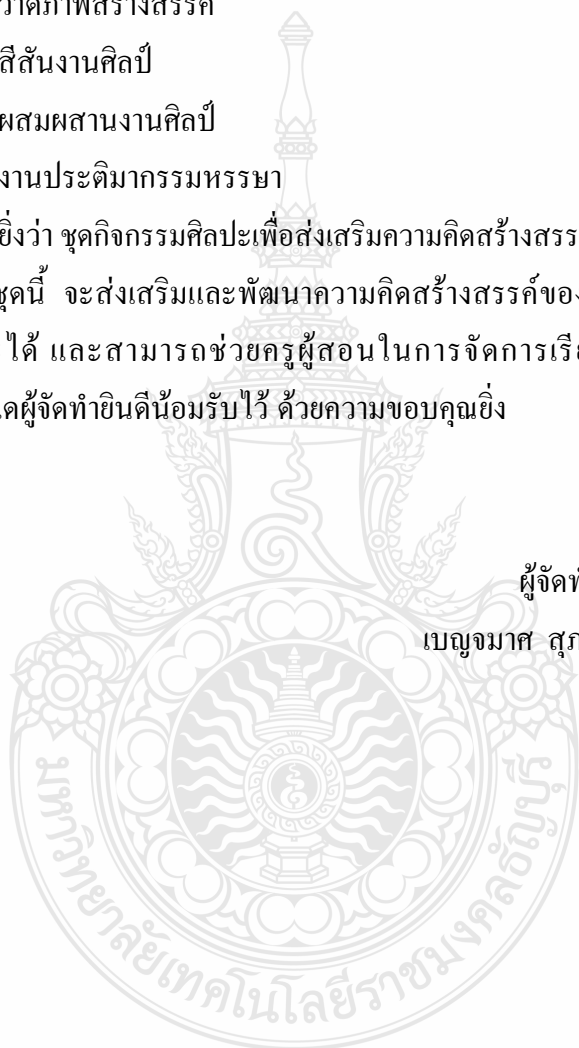 วาดภาพสร้างสรรค์
สีสันงานศิลป์
ผสมผสานงานศิลป์
งานประติมากรรมหรรษา
ยิ่งว่า ชุดกิจกรรมศิลปะเพื่อส่งเสริมความคิดสร้างสรร
ชุดนี้ จะส่งเสริมและพัฒนาความคิดสร้างสรรค์ของ
ได้ และสามารถช่วยครูผู้สอนในการจัดการเรีย
ดผู้จัดทำยินดีน้อมรับไว้ ด้วยความขอบคุณยิ่ง
ผู้จัดทำ
เบญจมาศ สุภ
มหาวิทยาลัยเทคโนโลยีราชมงคลธัญบุรี